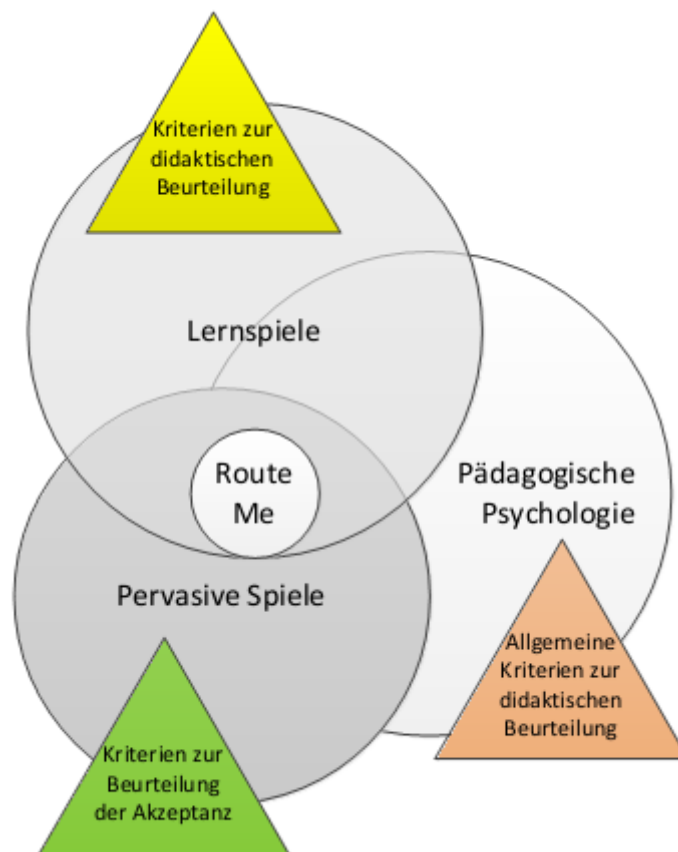 Kriterien zur
didaktischen
Beurteilung
Lernspiele
Route
Me
Pädagogische
Psychologie
Pervasive Spiele
Allgemeine
Kriterien zur
didaktischen
Beurteilung
Kriterien zur
Beurteilung
der Akzeptanz